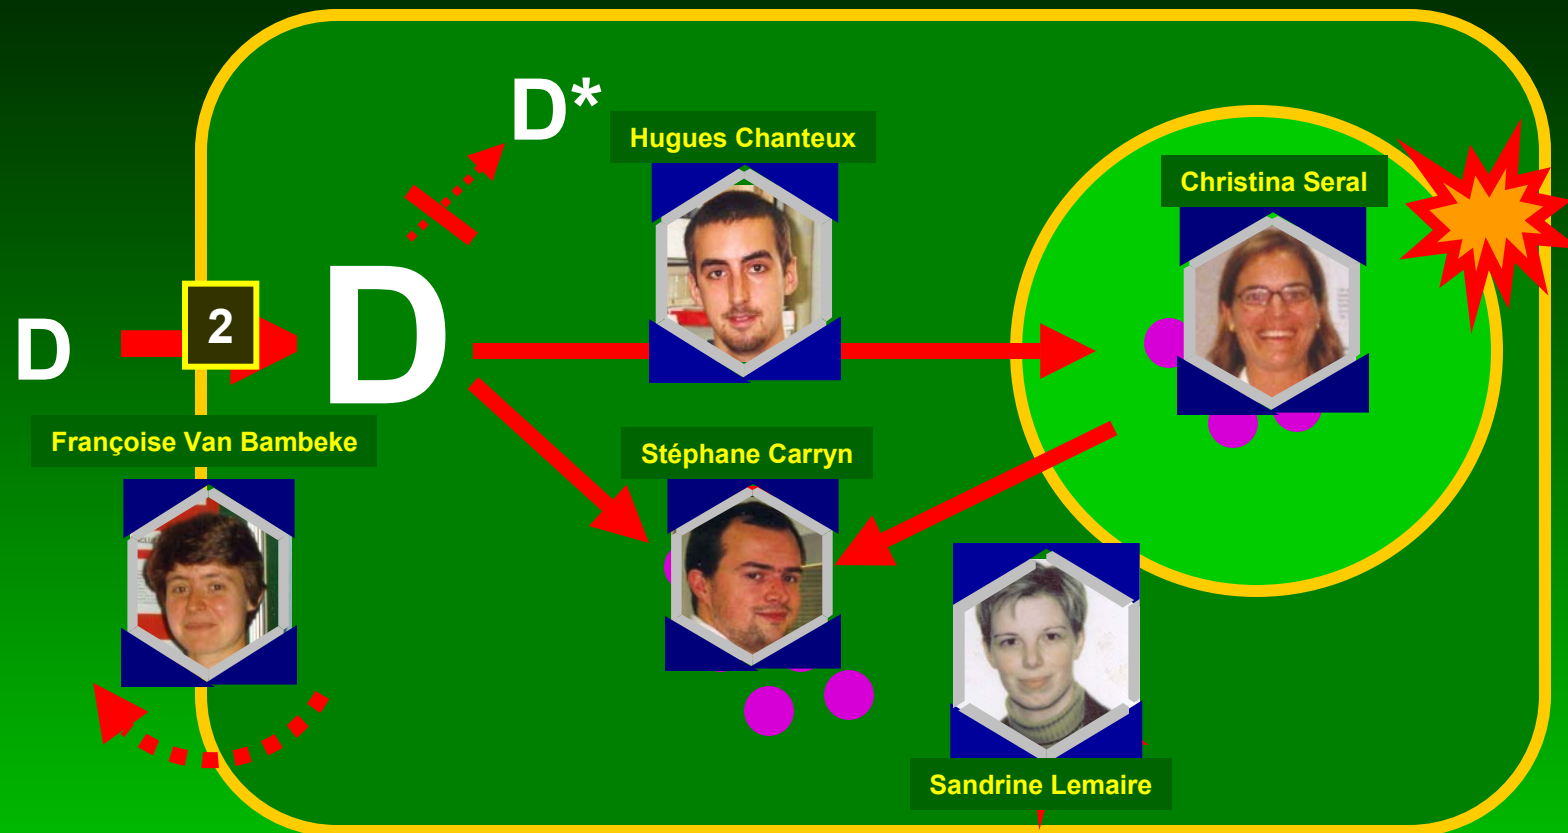 D*
Hugues Chanteux
Christina Seral
D
2
D
Françoise Van Bambeke
Stéphane Carryn
Sandrine Lemaire